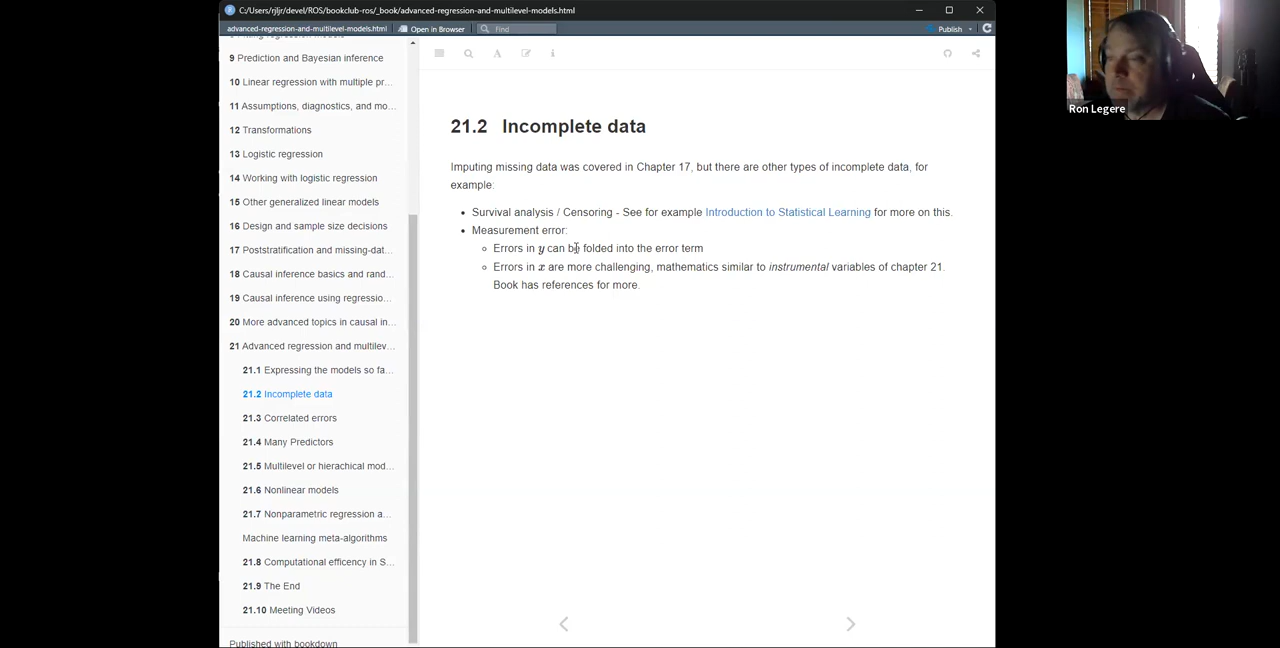 C:/Users/rjljr/devel/ROS/bookclub-ros/_book/advanced-regression-and-multilevel-models.html
advanced-regression-and-multilevel-models.html
Open in Browser
Find
Publish
9 Prediction and Bayesian inference
10 Linear regression with multiple pr…
11 Assumptions, diagnostics, and mo…
12 Transformations
13 Logistic regression
14 Working with logistic regression
15 Other generalized linear models
16 Design and sample size decisions
17 Poststratification and missing-dat…
18 Causal inference basics and rand…
19 Causal inference using regressio…
20 More advanced topics in causal in…
21 Advanced regression and multilev…
21.1 Expressing the models so fa…
21.2 Incomplete data
21.3 Correlated errors
21.4 Many Predictors
21.5 Multilevel or hierachical mod…
21.6 Nonlinear models
21.7 Nonparametric regression a…
Machine learning meta-algorithms
21.8 Computational efficency in S…
21.9 The End
21.10 Meeting Videos
Published with bookdown
21.2 Incomplete data
Imputing missing data was covered in Chapter 17, but there are other types of incomplete data, for
example:
• Survival analysis / Censoring - See for example Introduction to Statistical Learning for more on this.
• Measurement error:
◦ Errors in y can be folded into the error term
◦ Errors in x are more challenging, mathematics similar to instrumental variables of chapter 21.
Book has references for more.
Ron Legere